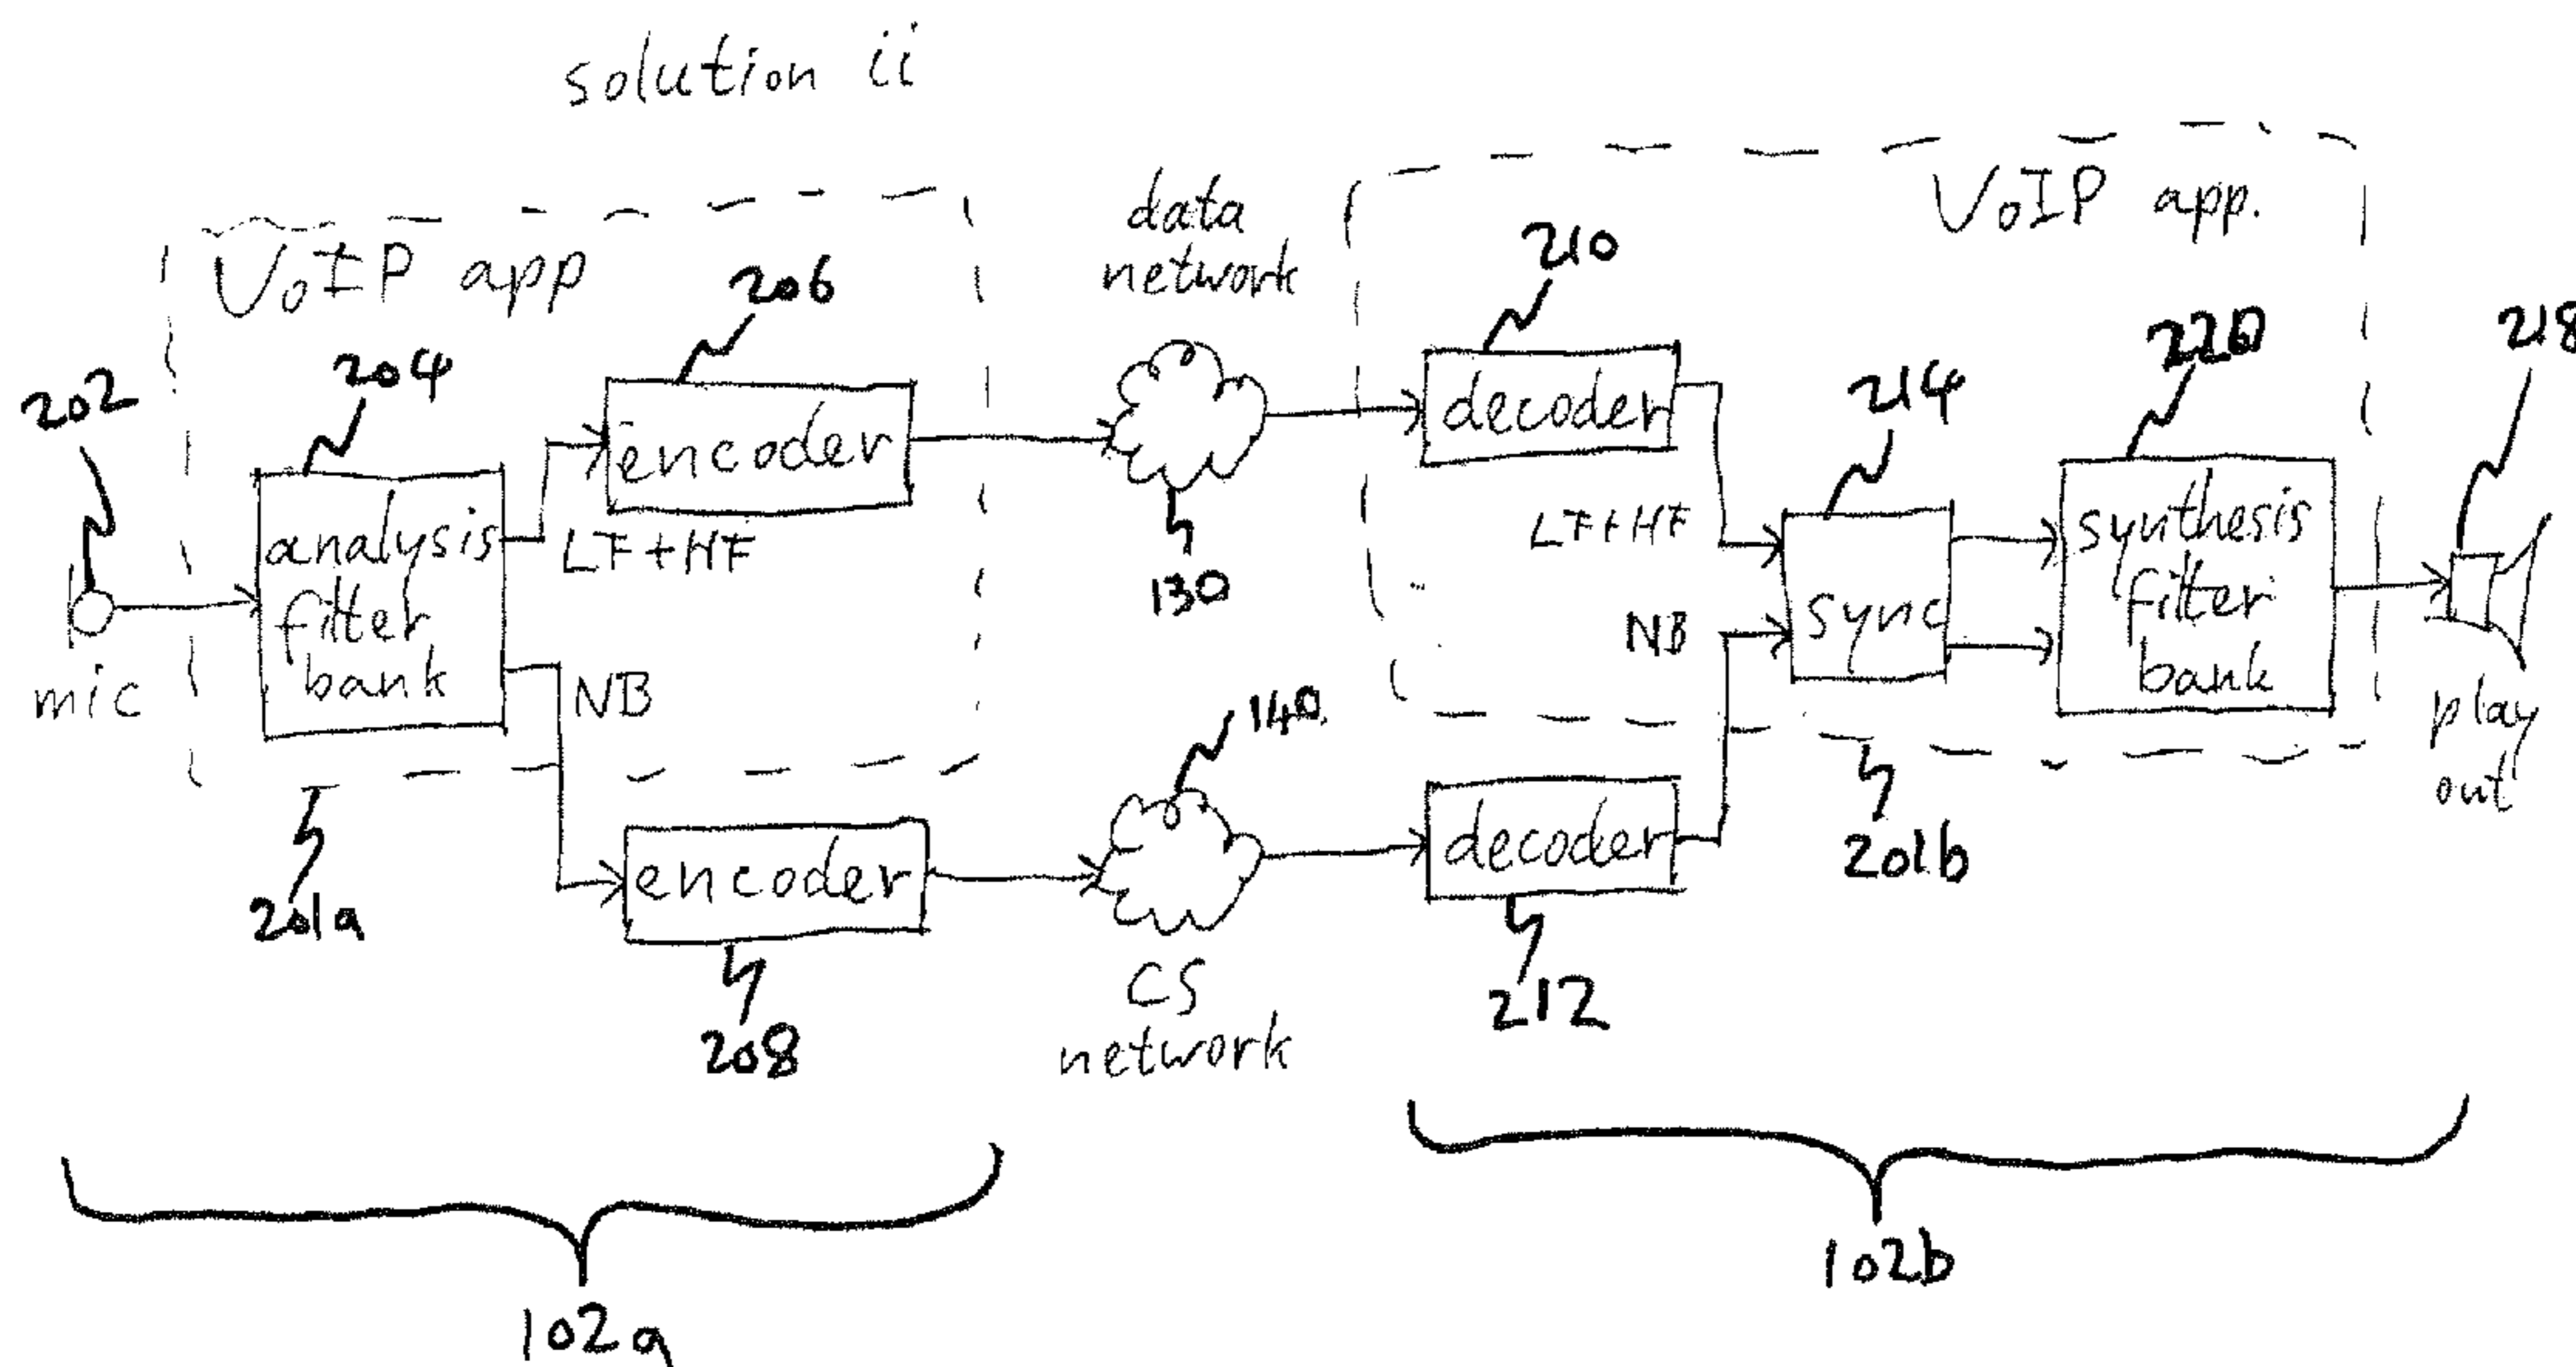 solution ii
VoIP app
206
204
202
analysis
filter
bank
mic
encoder
LF+HF
NB
encoder
201a
208
data
network
130
140
CS
network
VoIP app.
210
decoder
LF+HF
NB
214
sync
220
synthesis
filter
bank
218
play
out
201b
decoder
212
102a
102b